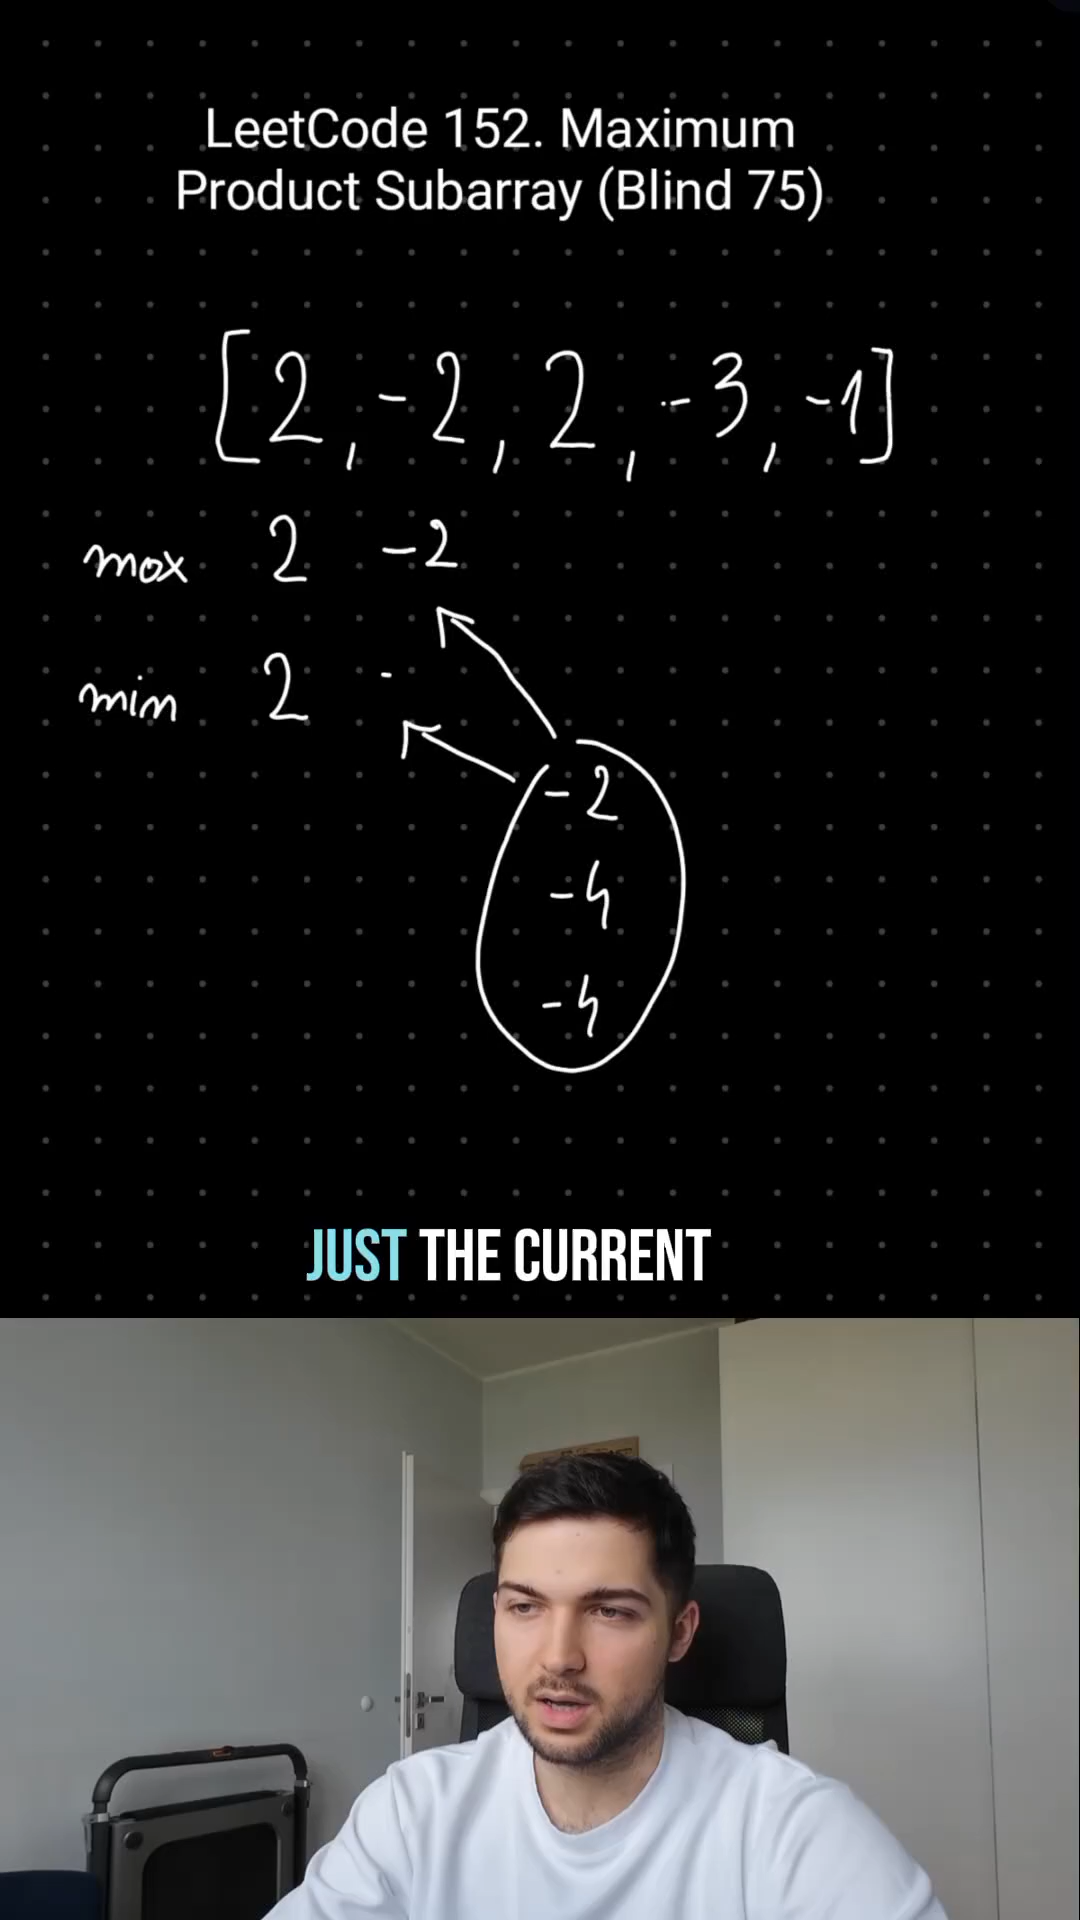 LeetCode 152. Maximum
Product Subarray (Blind 75)
[2, -2, 2, -3, -1]
max 2 -2
min 2 -
-2
-4
-4
JUST THE CURRENT